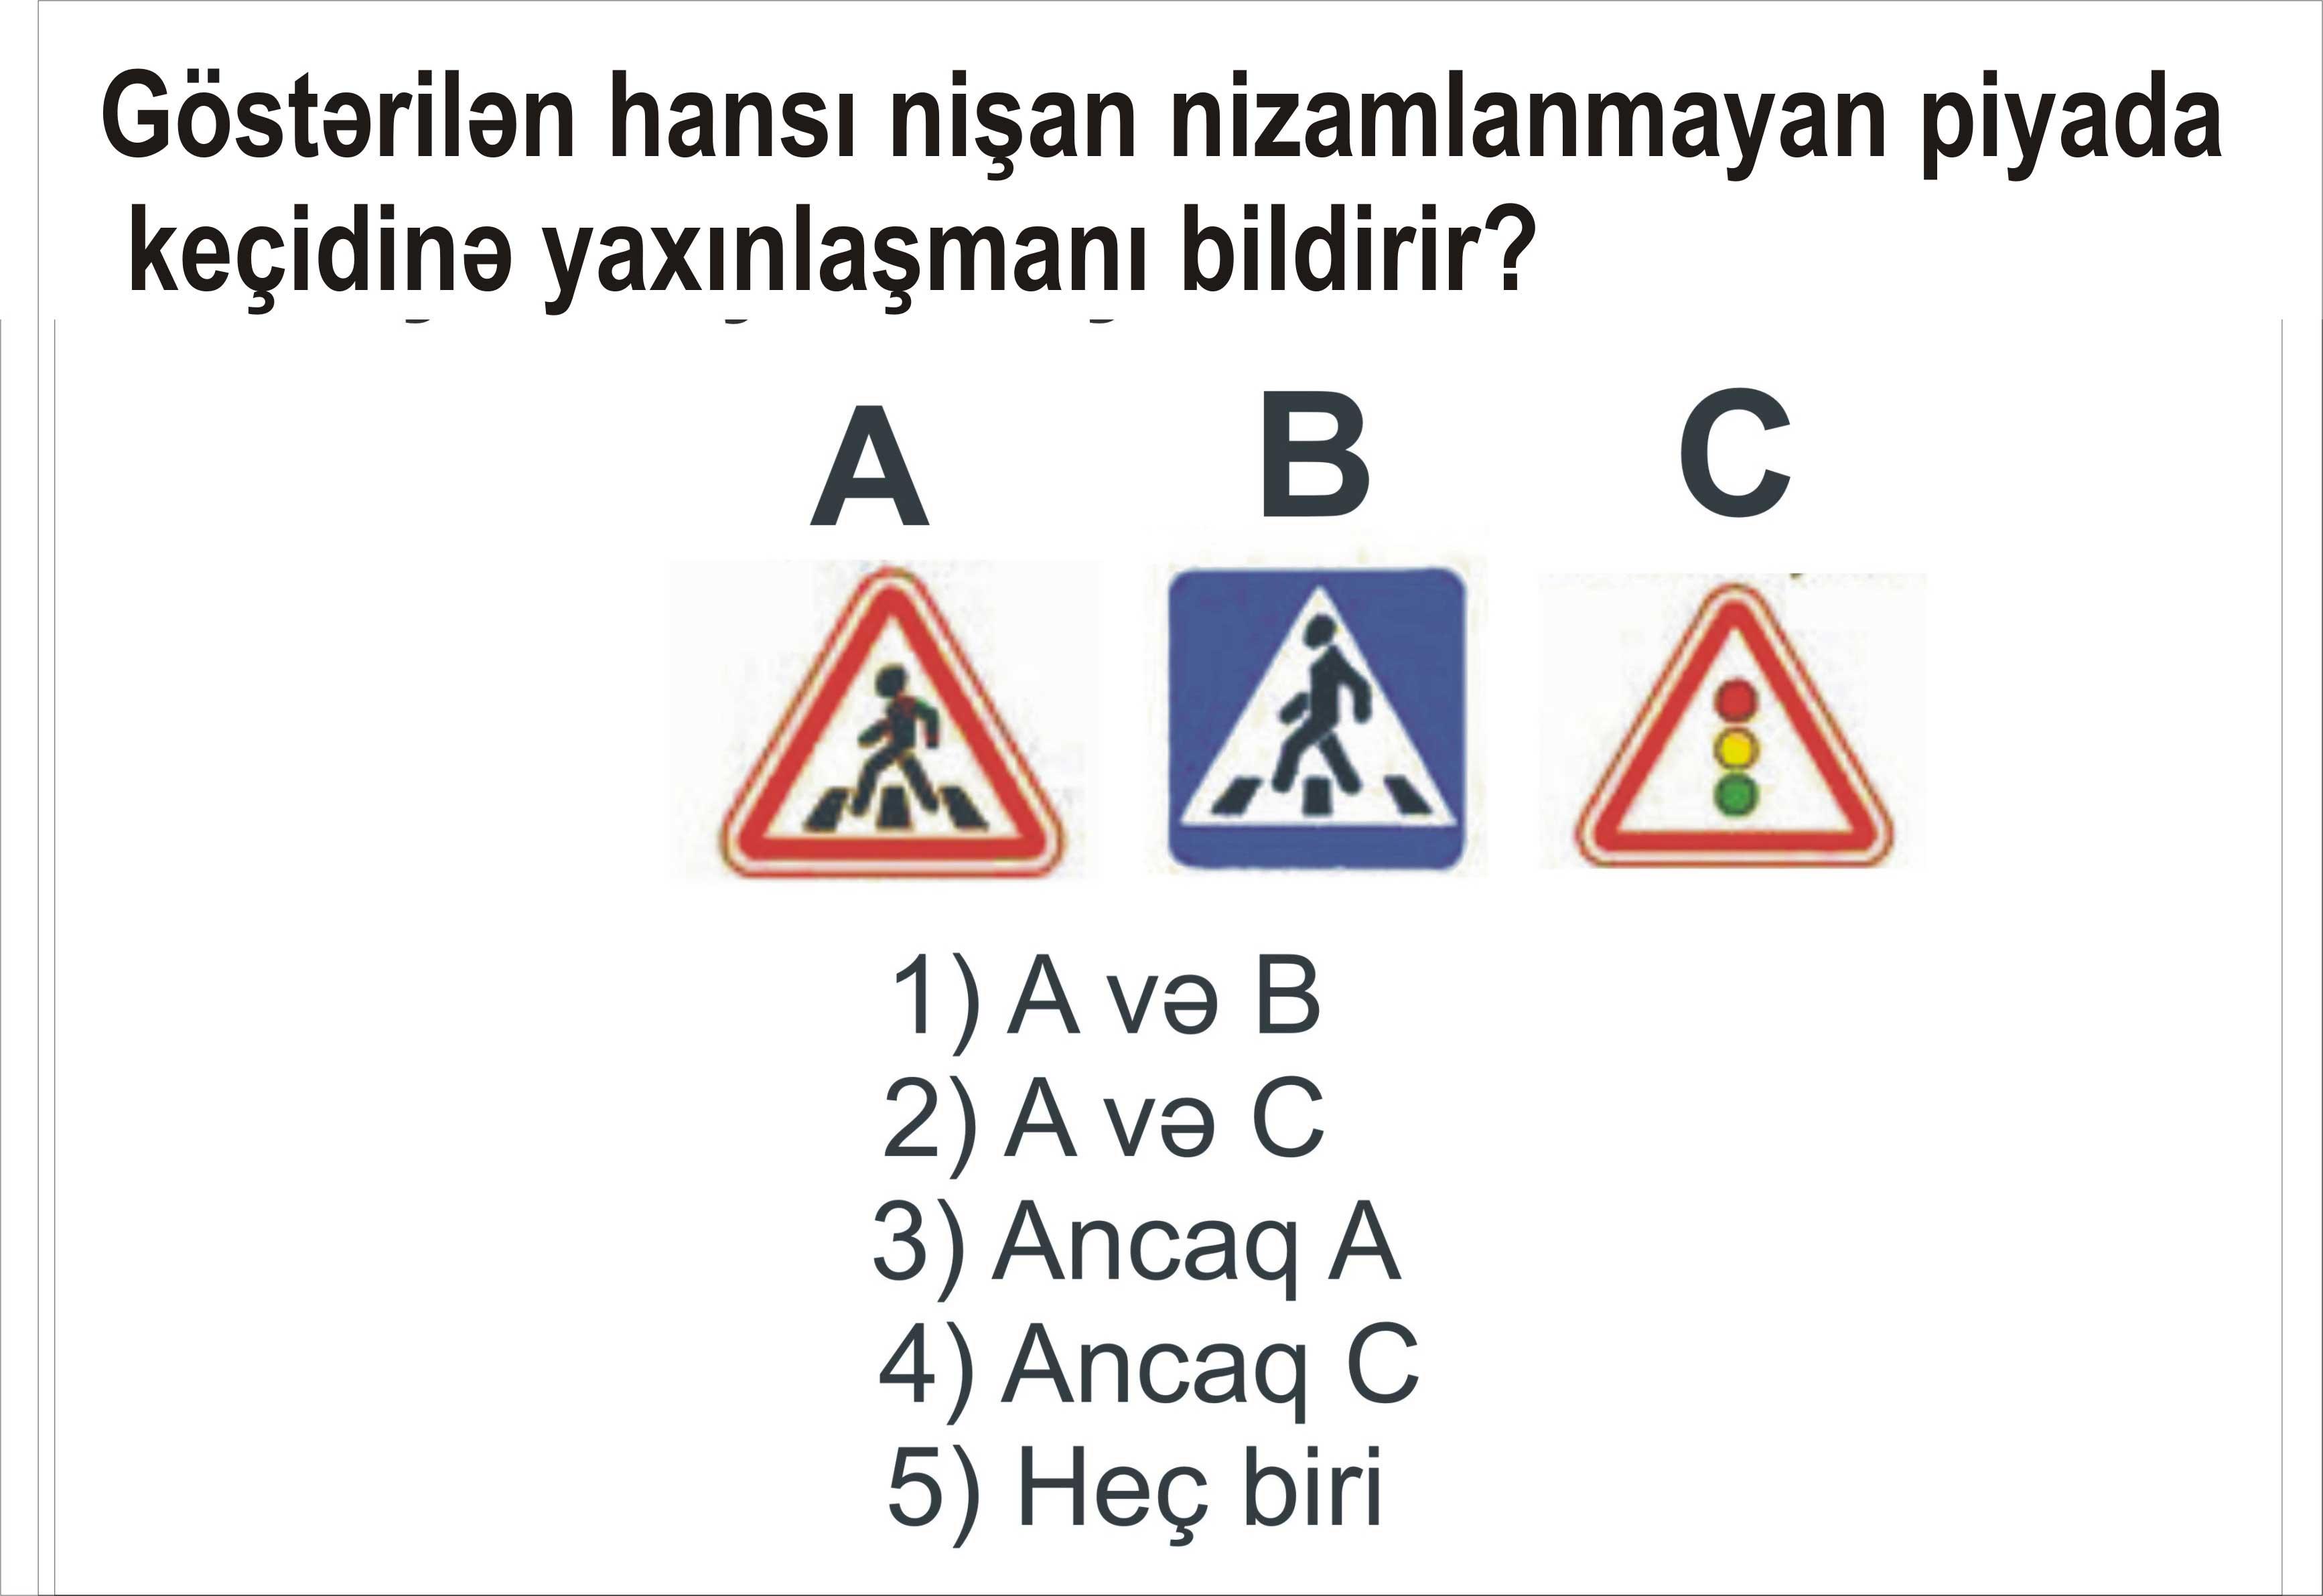 Göstərilən hansı nişan nizamlanmayan piyada
keçidinə yaxınlaşmanı bildirir?
A B C
1) A və B
2) A və C
3) Ancaq A
4) Ancaq C
5) Heç biri